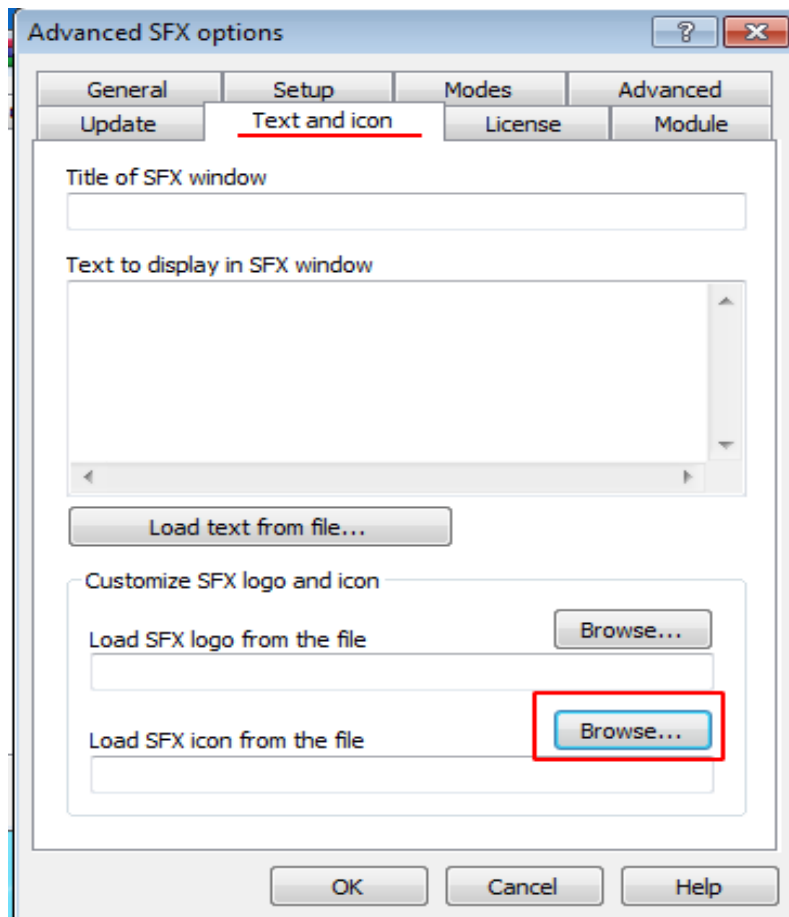 Advanced SFX options
General Setup Modes Advanced
Update Text and icon License Module
Title of SFX window
Text to display in SFX window
Load text from file...
Customize SFX logo and icon
Load SFX logo from the file Browse...
Load SFX icon from the file Browse...
OK Cancel Help